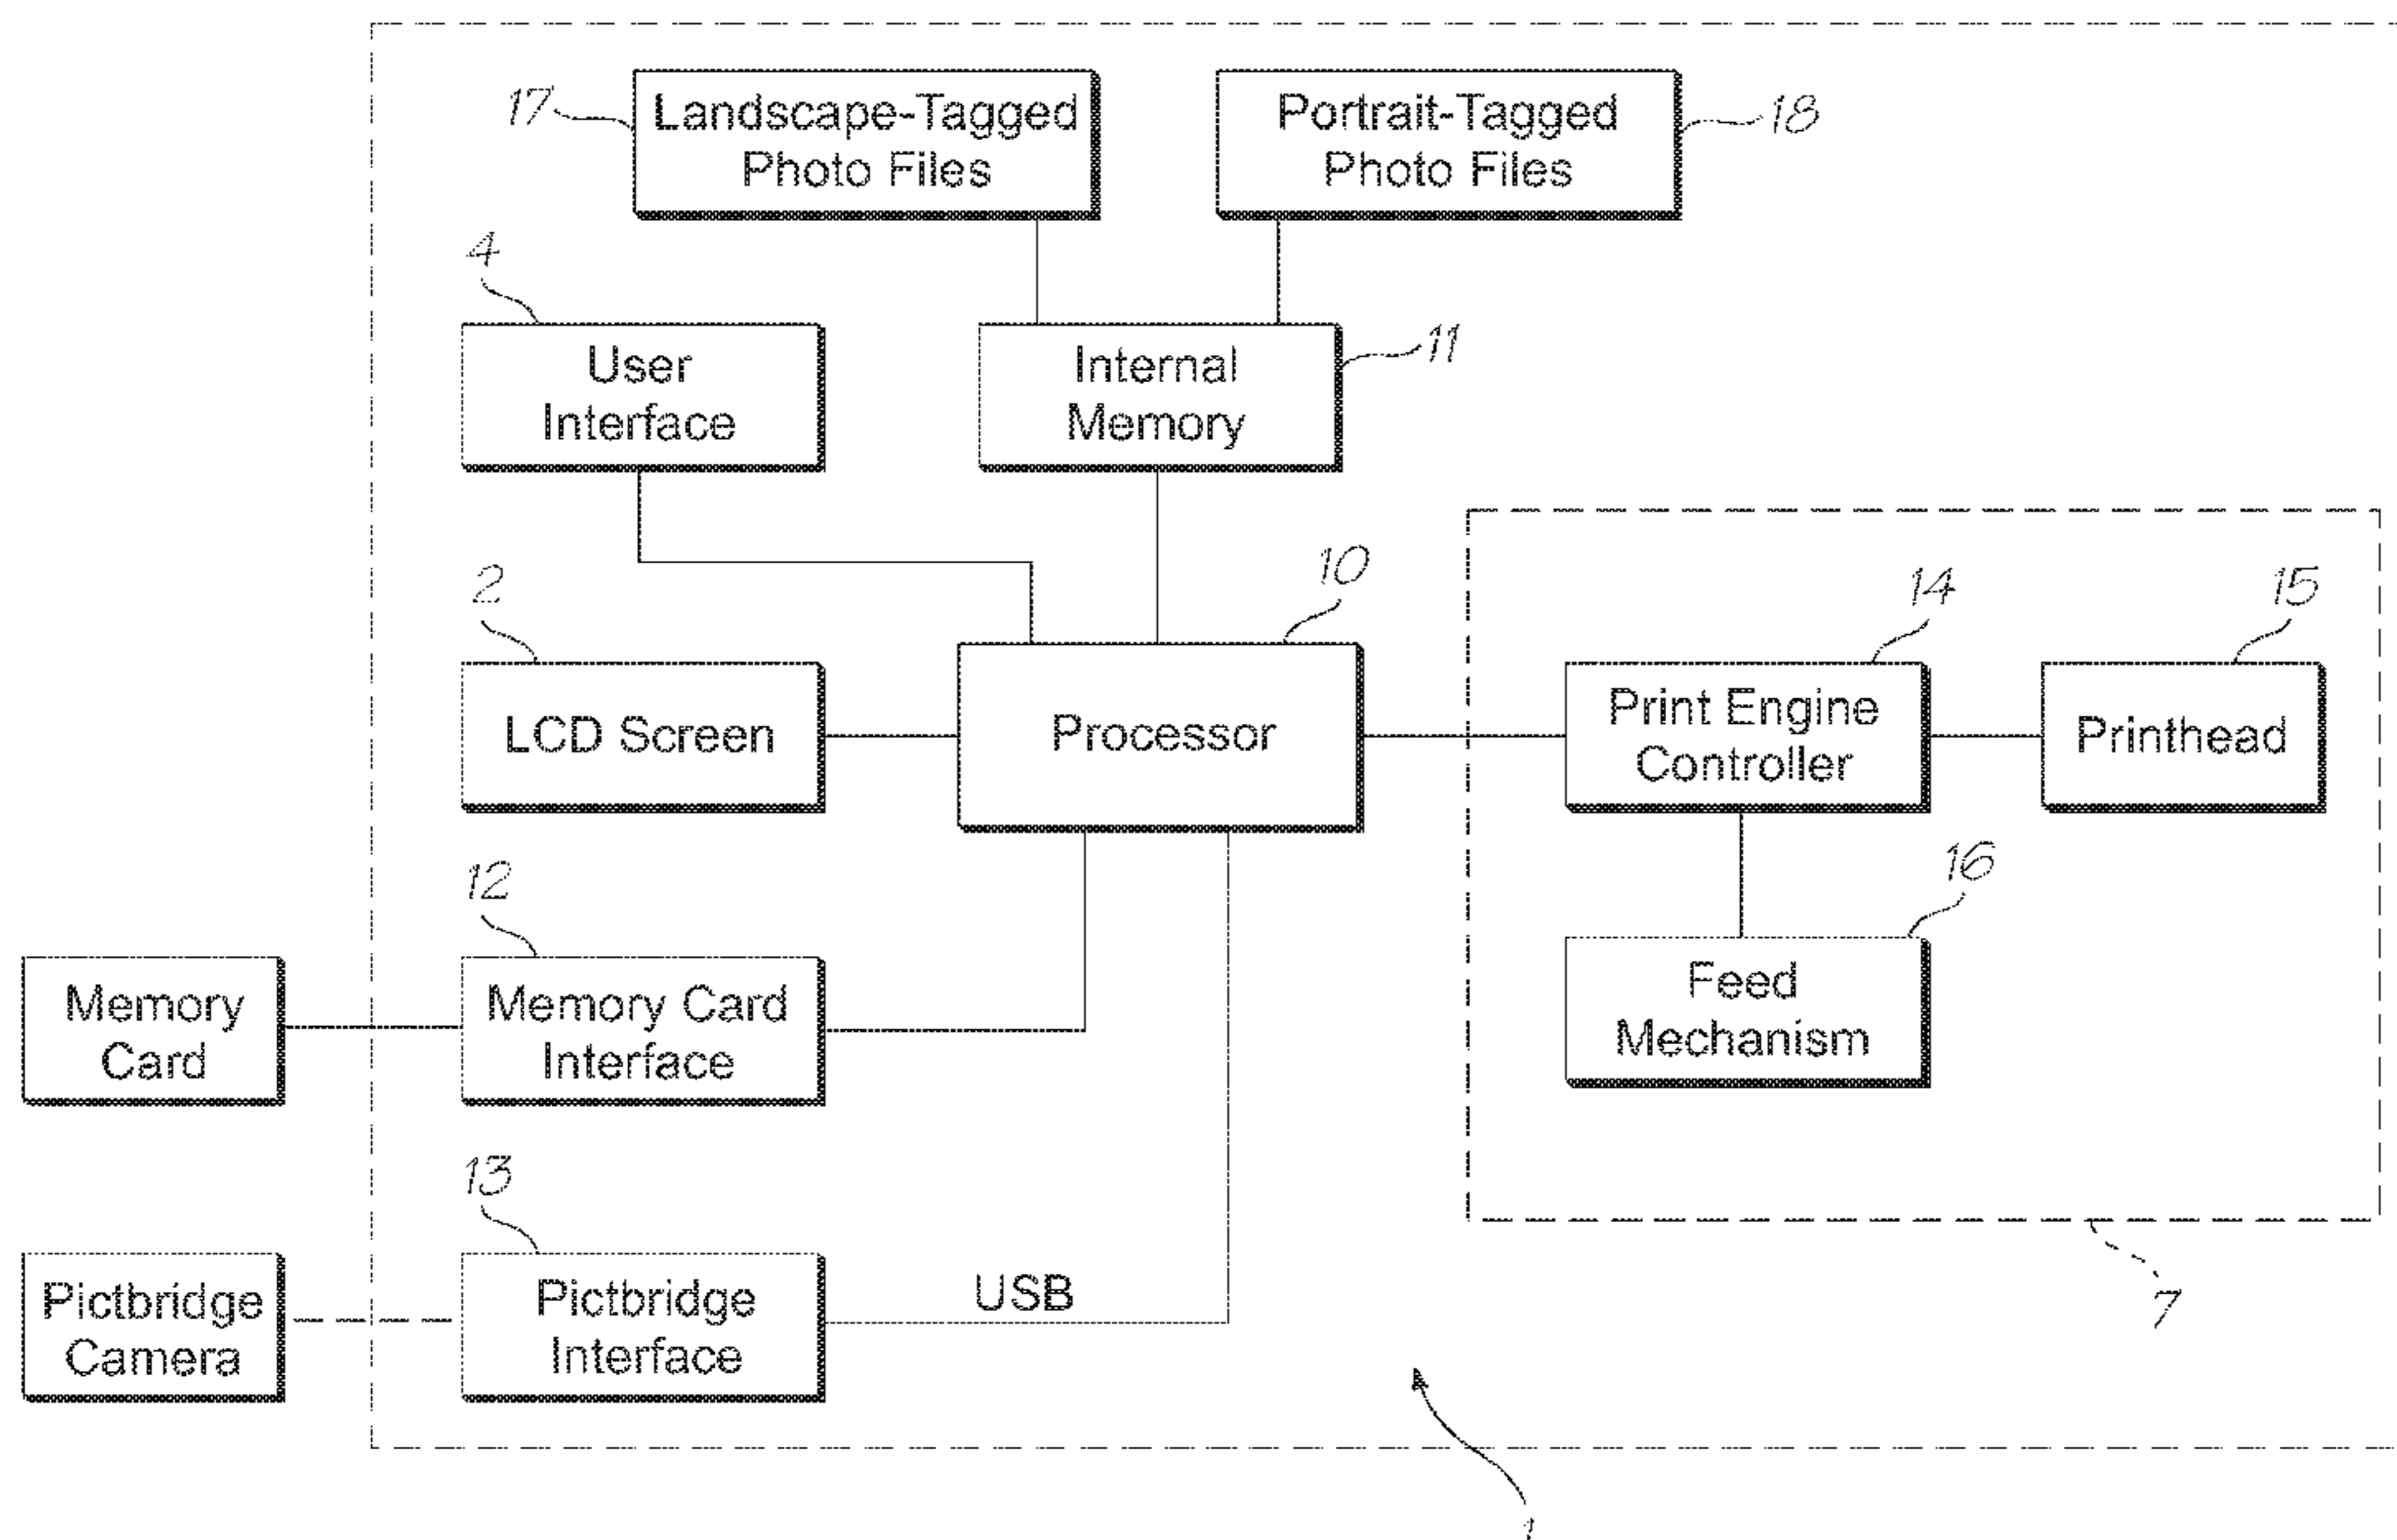 17
Landscape-Tagged
Photo Files
Portrait-Tagged
Photo Files
18
4
User
Interface
Internal
Memory
11
2
LCD Screen
10
Processor
14
Print Engine
Controller
15
Printhead
16
Feed
Mechanism
12
Memory
Card
Memory Card
Interface
13
Pictbridge
Camera
Pictbridge
Interface
USB
7
1